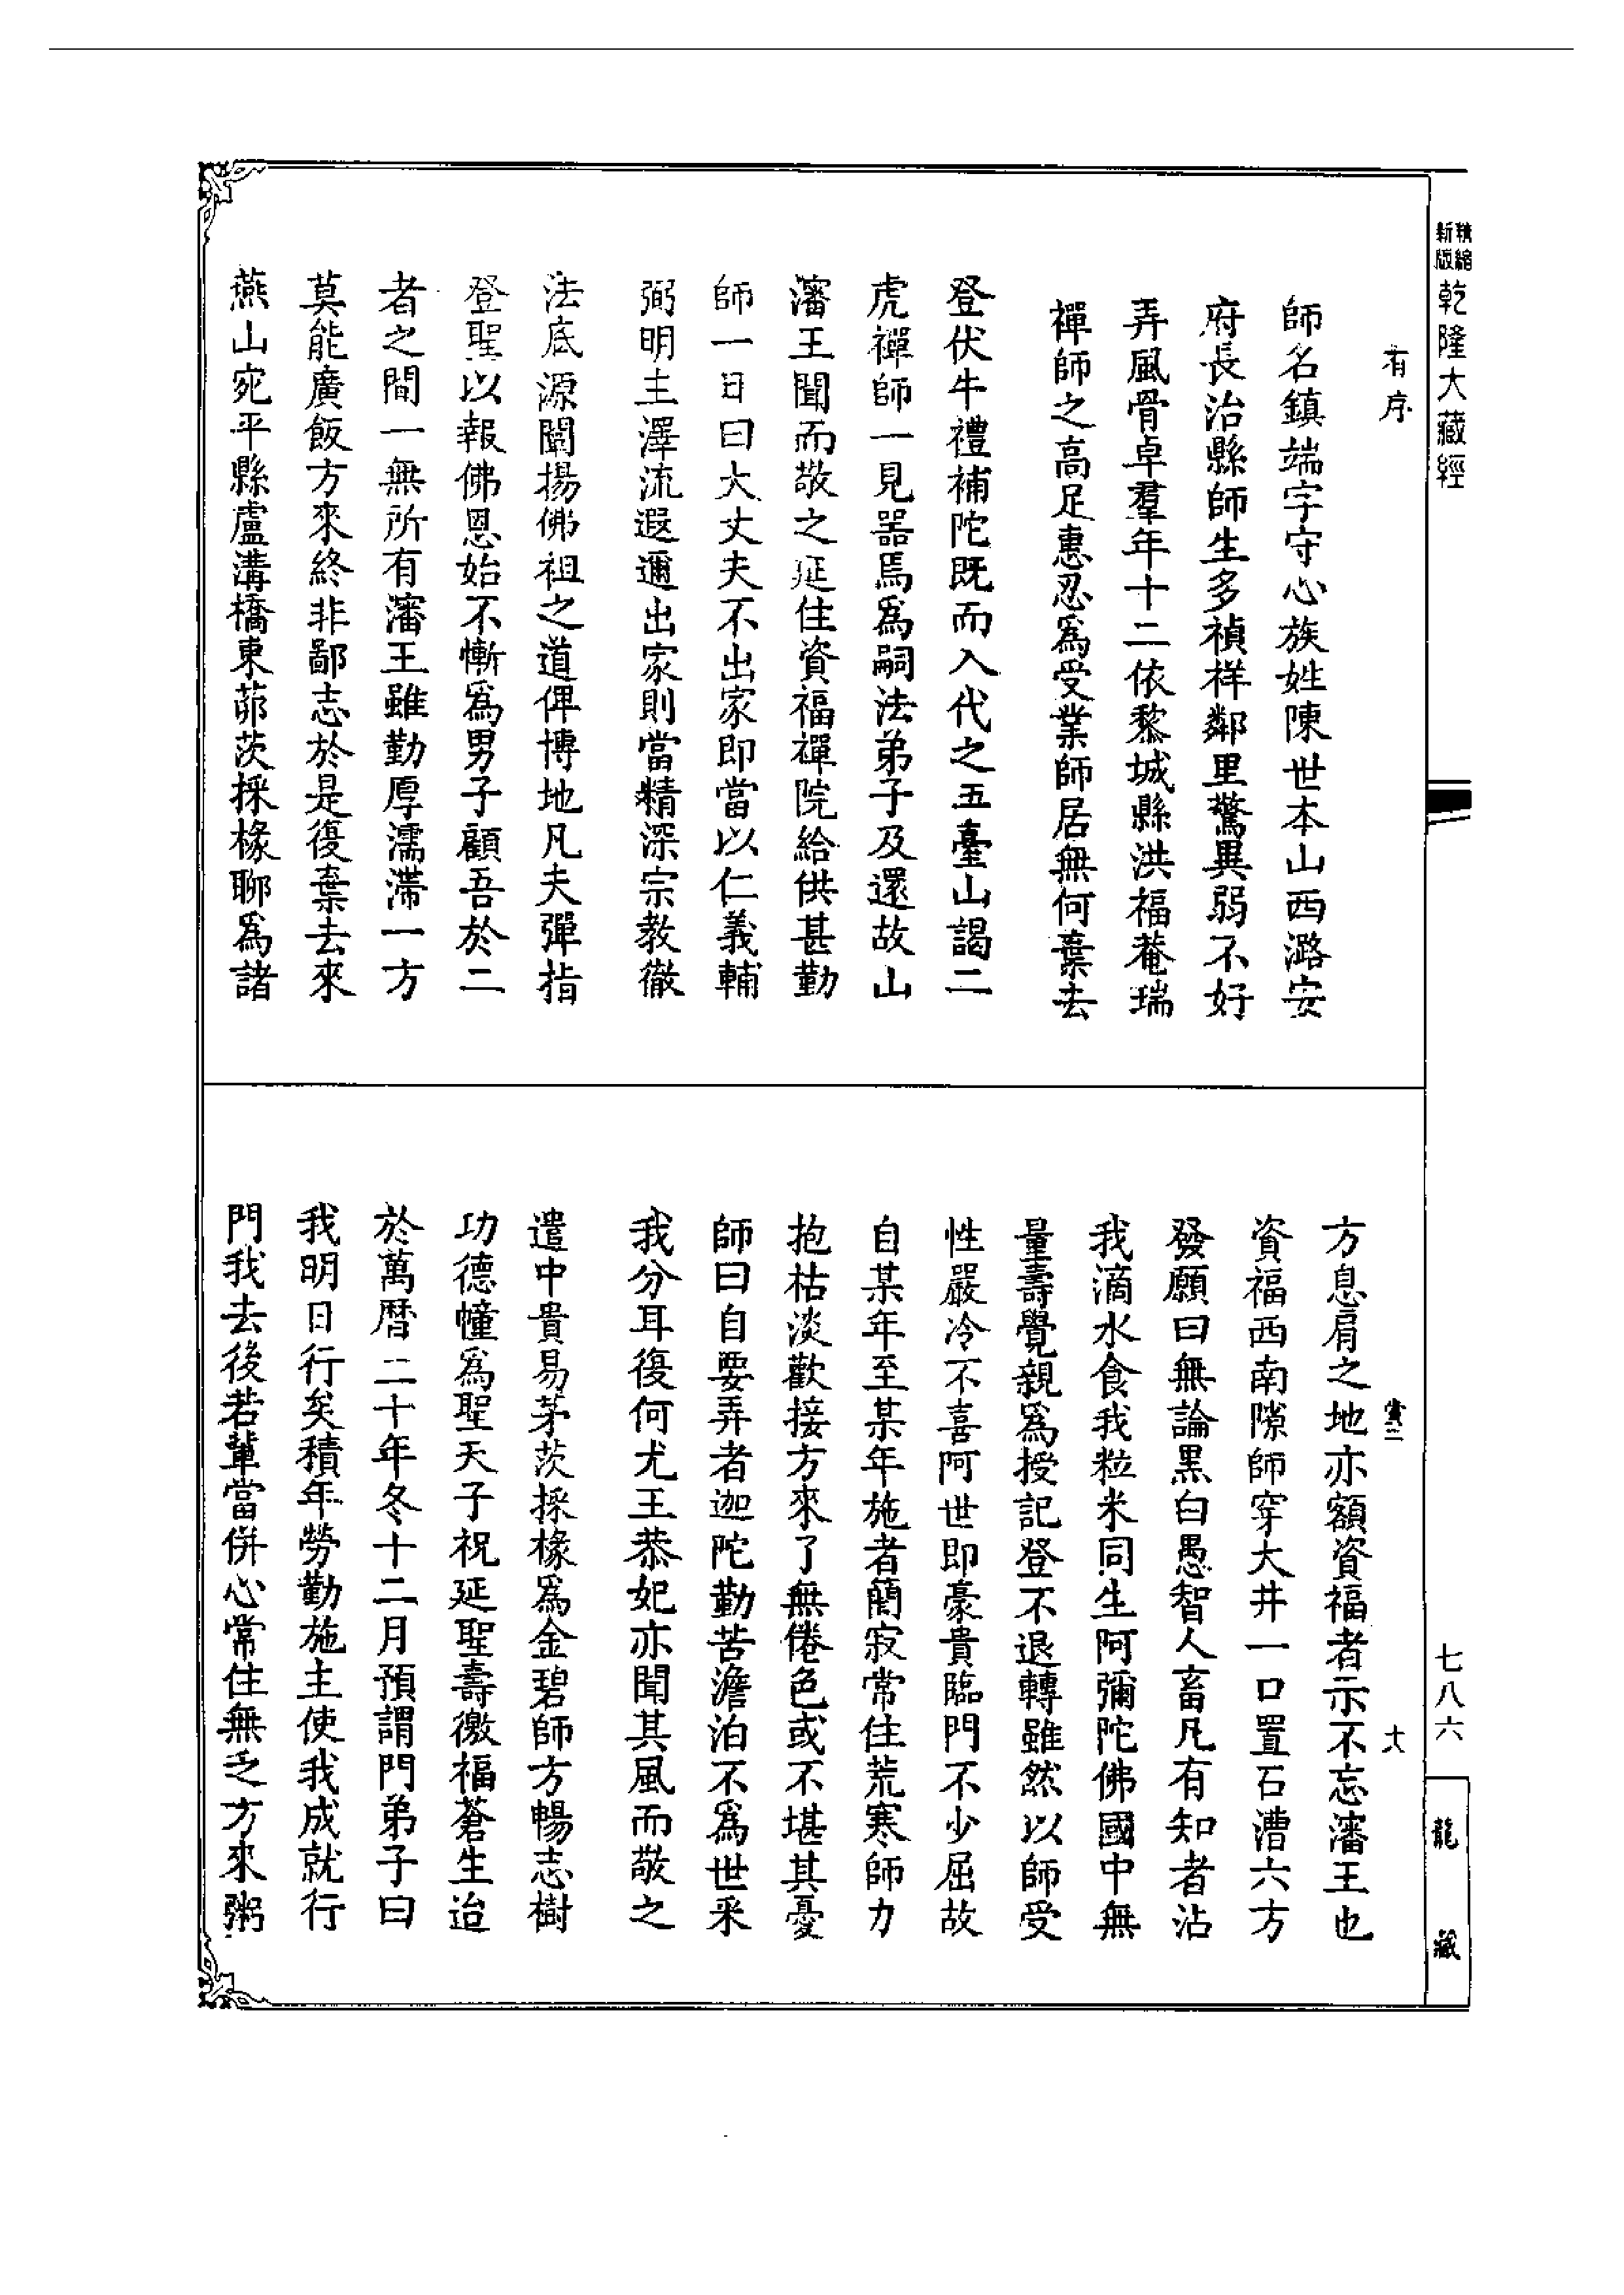 精縮新版乾隆大藏經
有序
師名鎮端字守心族姓陳世本山西潞安
府長治縣師生多禎祥鄰里驚異弱不好
弄風骨卓羣年十二依黎城縣洪福菴瑞
禪師之高足惠忍爲受業師居無何棄去
登伏牛禮補陀既而入代之五臺山謁二
虎禪師一見器焉爲嗣法弟子及還故山
瀋王聞而敬之延住資福禪院給供甚勤
師一日曰大丈夫不出家即當以仁義輔
弼明主澤流遐邇出家則當精深宗教徹
法底源闡揚佛祖之道俾博地凡夫彈指
登聖以報佛恩始不慚爲男子顧吾於二
者之間一無所有瀋王雖勤厚濡滯一方
莫能廣飯方來終非鄙志於是復棄去來
燕山宛平縣盧溝橋東茆茨採椽聊爲諸
方息肩之地亦額資福者示不忘瀋王也
資福西南隙師穿大井一口置石漕六方
發願曰無論黑白愚智人畜凡有知者沾
我滴水食我粒米同生阿彌陀佛國中無
量壽覺親爲授記登不退轉雖然以師受
性嚴冷不喜阿世即豪貴臨門不少屈故
自某年至某年施者蕳寂常住荒寒師力
抱枯淡歡接方來了無倦色或不堪其憂
師曰自要弄者迦陀勤苦澹泊不爲世釆
我分耳復何尤王恭妃亦聞其風而敬之
遣中貴易茅茨採椽爲金碧師方暢志樹
功德幢爲聖天子祝延聖壽徼福蒼生迨
於萬曆二十年冬十二月預謂門弟子曰
我明日行矣積年勞勤施主使我成就行
門我去後若輩當併心常住無乏方來粥
賞二
大
七八六
龍藏